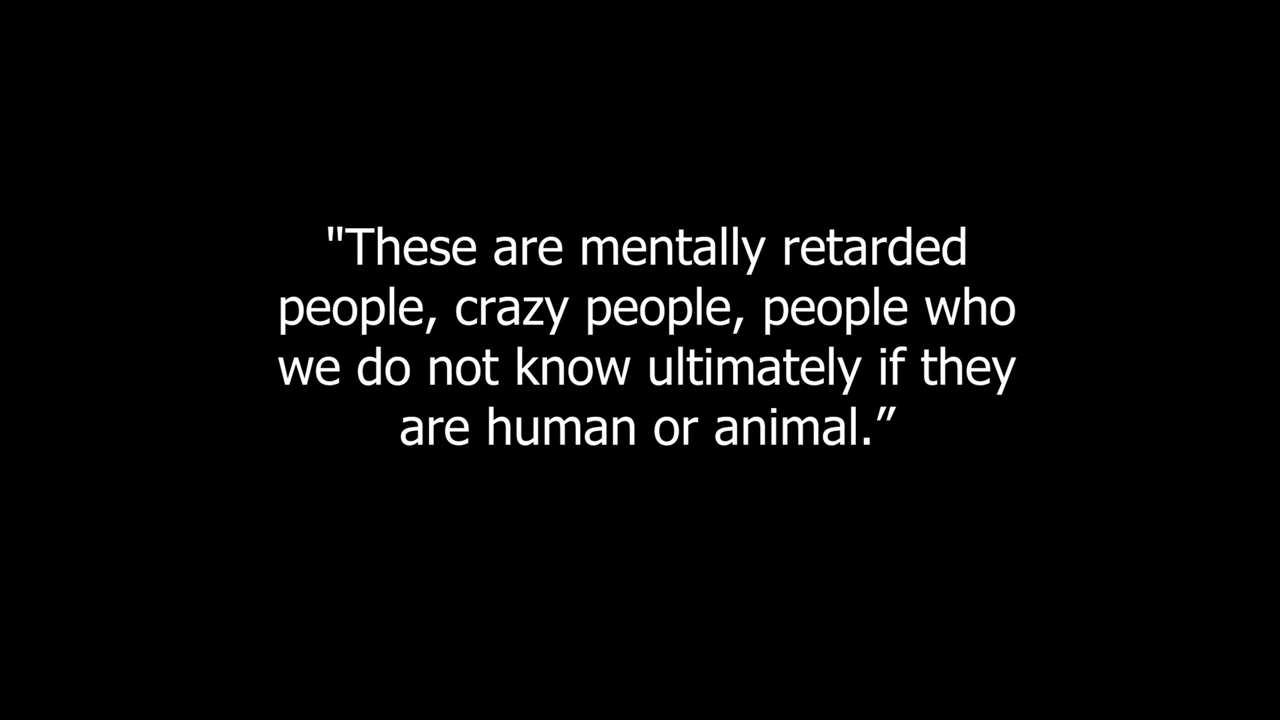 "These are mentally retarded
people, crazy people, people who
we do not know ultimately if they
are human or animal.”